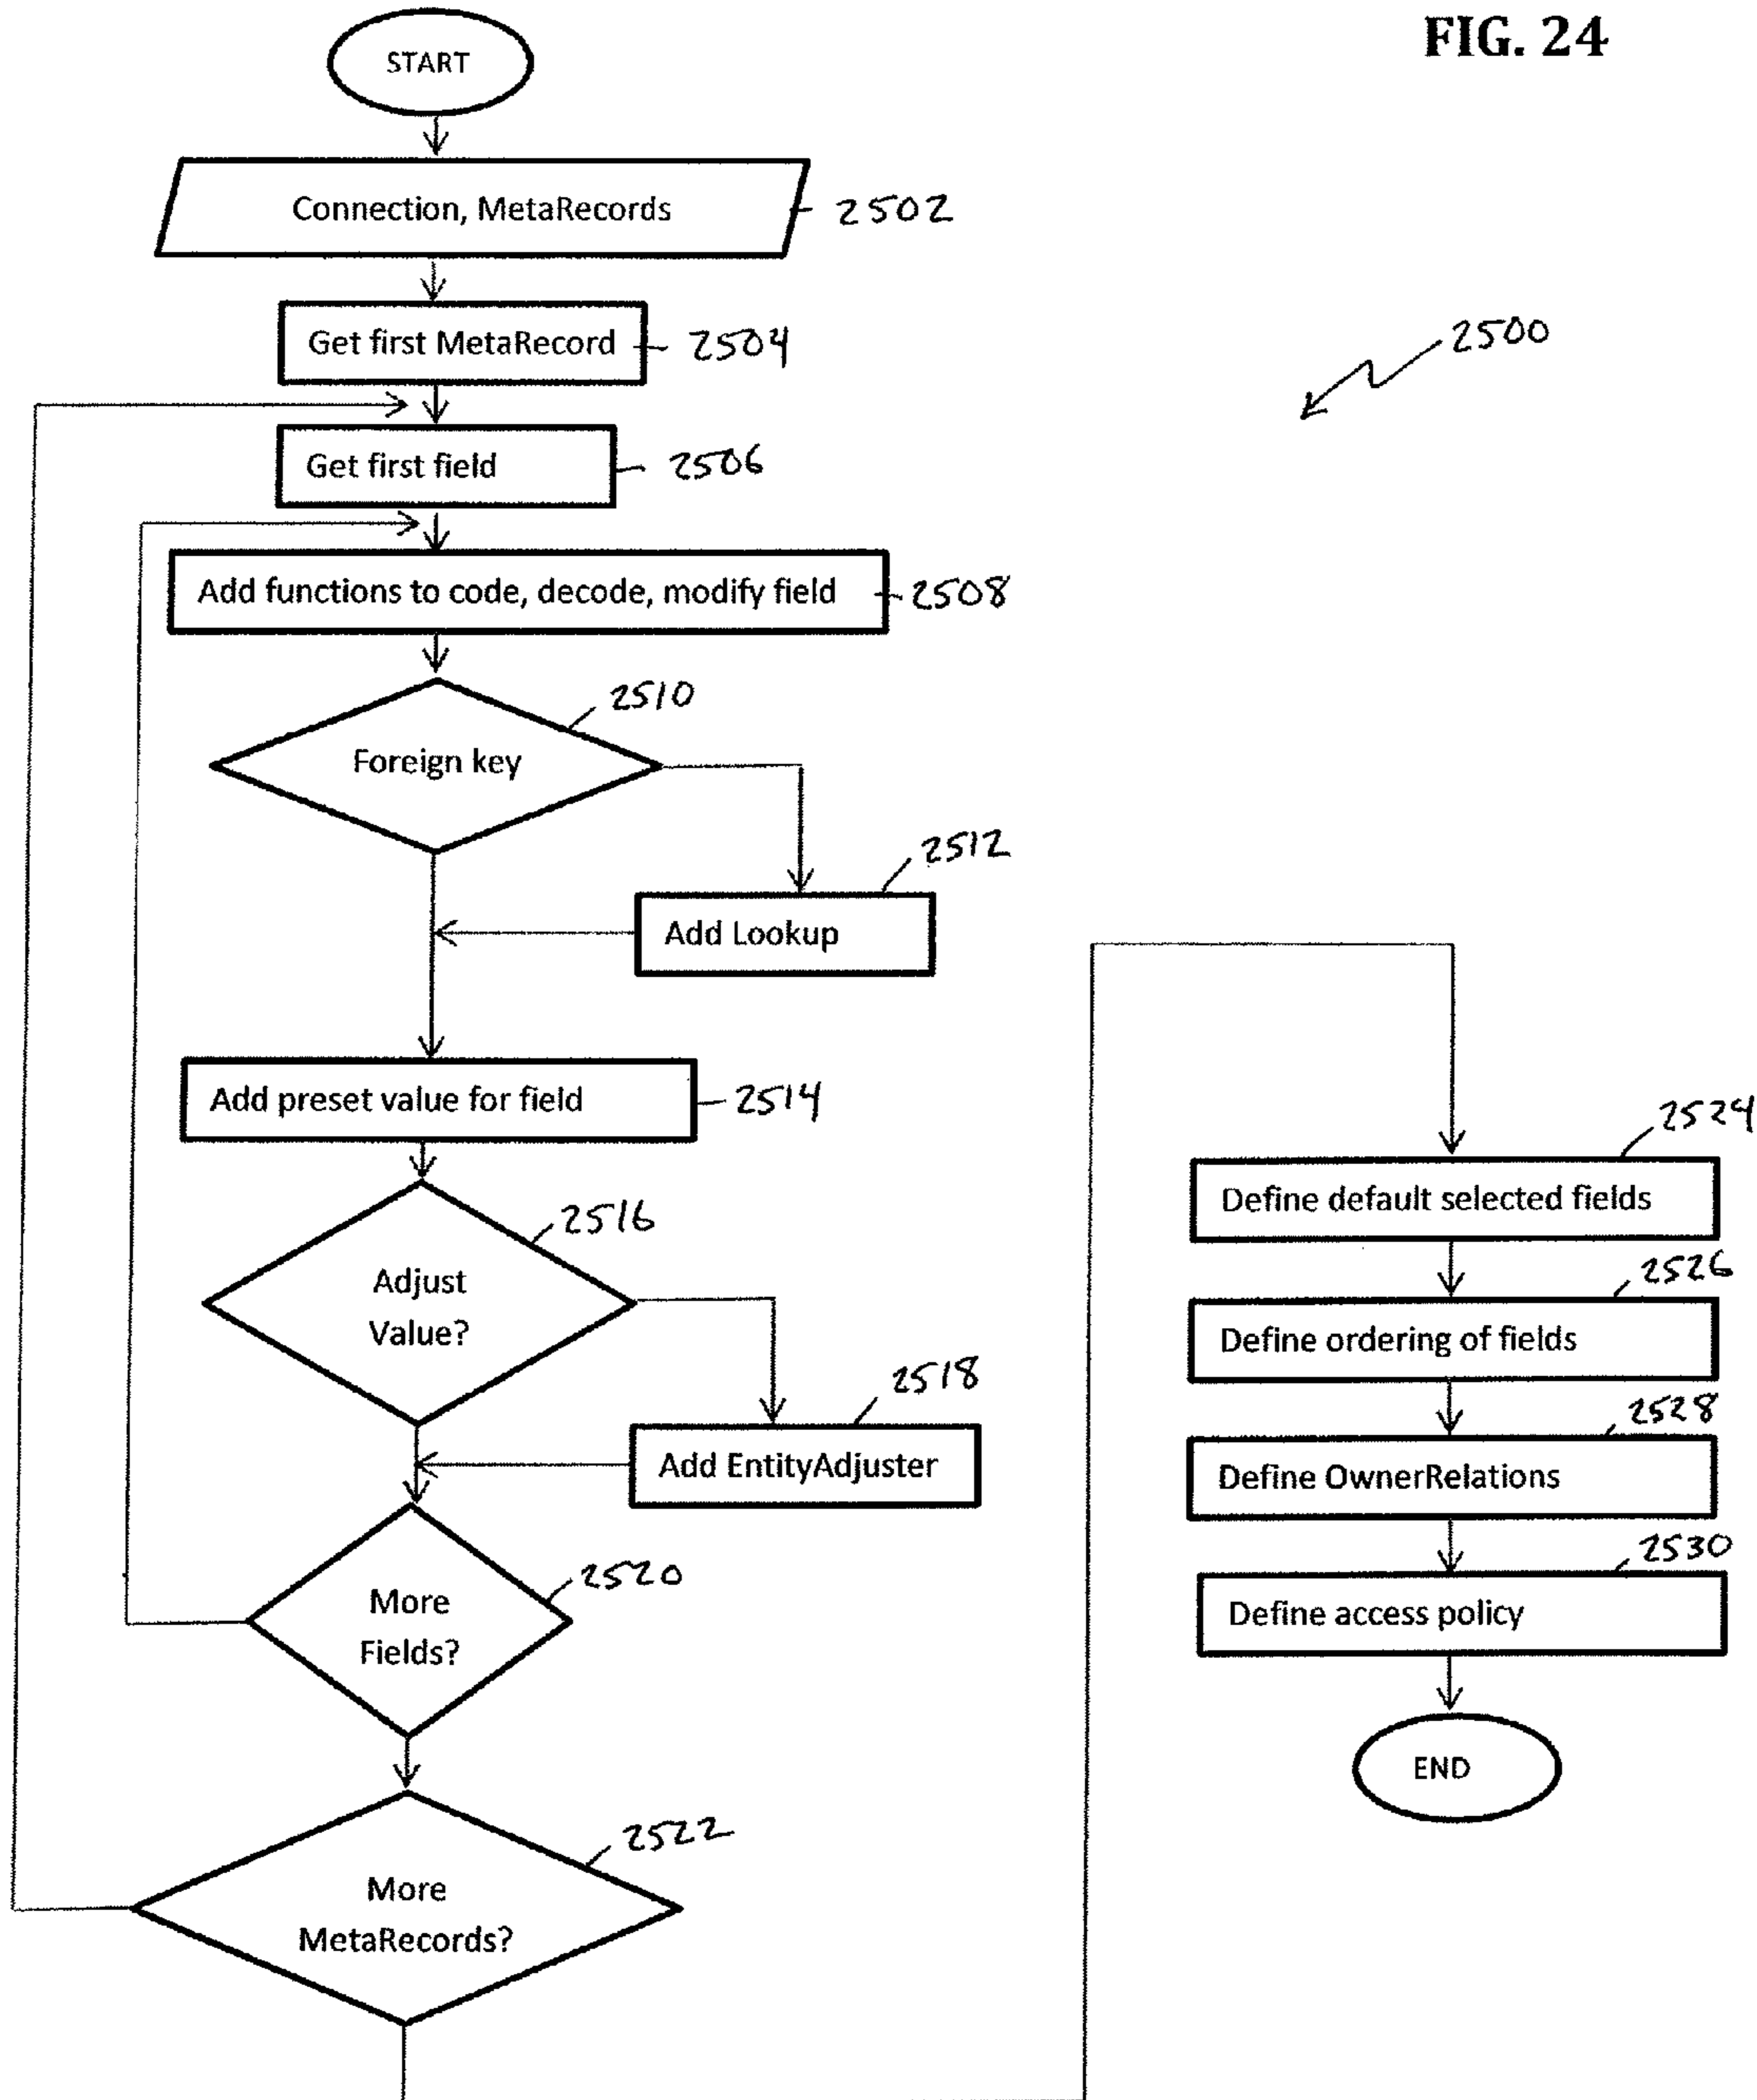 FIG. 24
START
Connection, MetaRecords
2502
Get first MetaRecord
2504
2500
Get first field
2506
Add functions to code, decode, modify field
2508
2510
Foreign key
2512
Add Lookup
Add preset value for field
2514
2516
Adjust
Value?
2518
Add EntityAdjuster
2520
More
Fields?
2522
More
MetaRecords?
2524
Define default selected fields
2526
Define ordering of fields
2528
Define OwnerRelations
2530
Define access policy
END